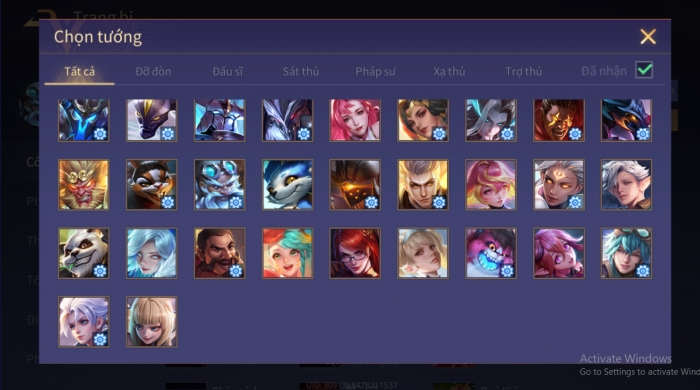 Trang bị
Chọn tướng
Tất cả Đỡ đòn Đấu sĩ Sát thủ Pháp sư Xạ thủ Trợ thủ Đã nhận
Activate Windows
Go to Settings to activate Wind